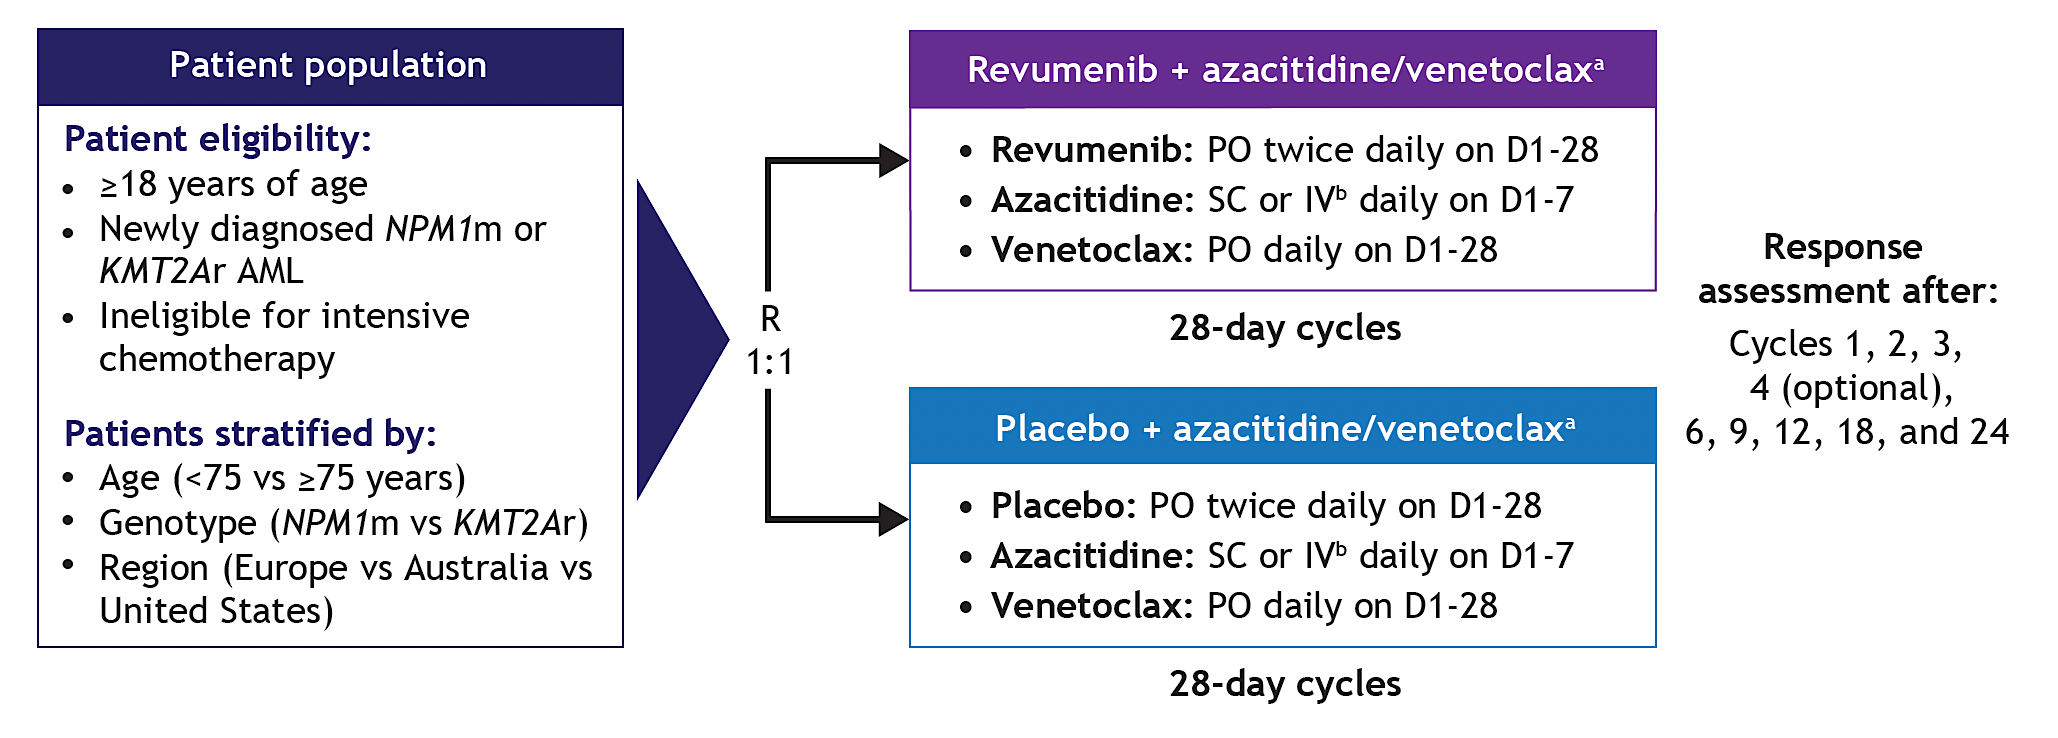 Patient population
Patient eligibility:
• ≥18 years of age
• Newly diagnosed NPM1m or
KMT2Ar AML
• Ineligible for intensive
chemotherapy
Patients stratified by:
• Age (<75 vs ≥75 years)
• Genotype (NPM1m vs KMT2Ar)
• Region (Europe vs Australia vs
United States)
R
1:1
Revumenib + azacitidine/venetoclaxᵃ
• Revumenib: PO twice daily on D1-28
• Azacitidine: SC or IVᵇ daily on D1-7
• Venetoclax: PO daily on D1-28
28-day cycles
Placebo + azacitidine/venetoclaxᵃ
• Placebo: PO twice daily on D1-28
• Azacitidine: SC or IVᵇ daily on D1-7
• Venetoclax: PO daily on D1-28
28-day cycles
Response
assessment after:
Cycles 1, 2, 3,
4 (optional),
6, 9, 12, 18, and 24